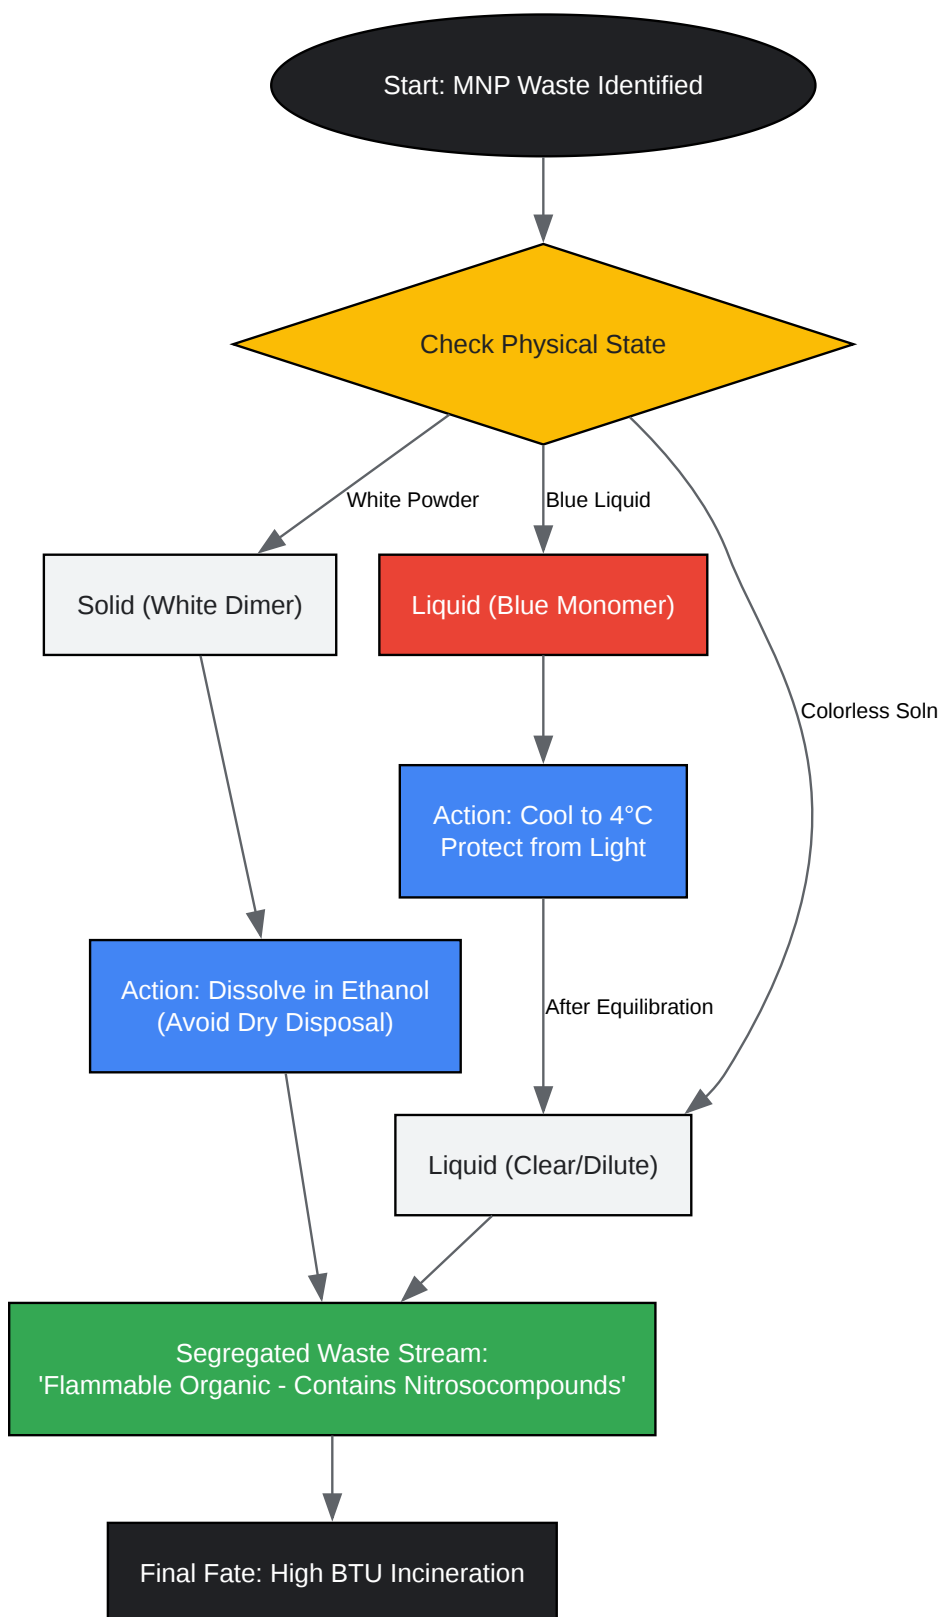 Start: MNP Waste Identified
Check Physical State
White Powder
Blue Liquid
Solid (White Dimer)
Liquid (Blue Monomer)
Colorless Soln
Action: Cool to 4°C
Protect from Light
Action: Dissolve in Ethanol
(Avoid Dry Disposal)
After Equilibration
Liquid (Clear/Dilute)
Segregated Waste Stream:
'Flammable Organic - Contains Nitrosocompounds'
Final Fate: High BTU Incineration